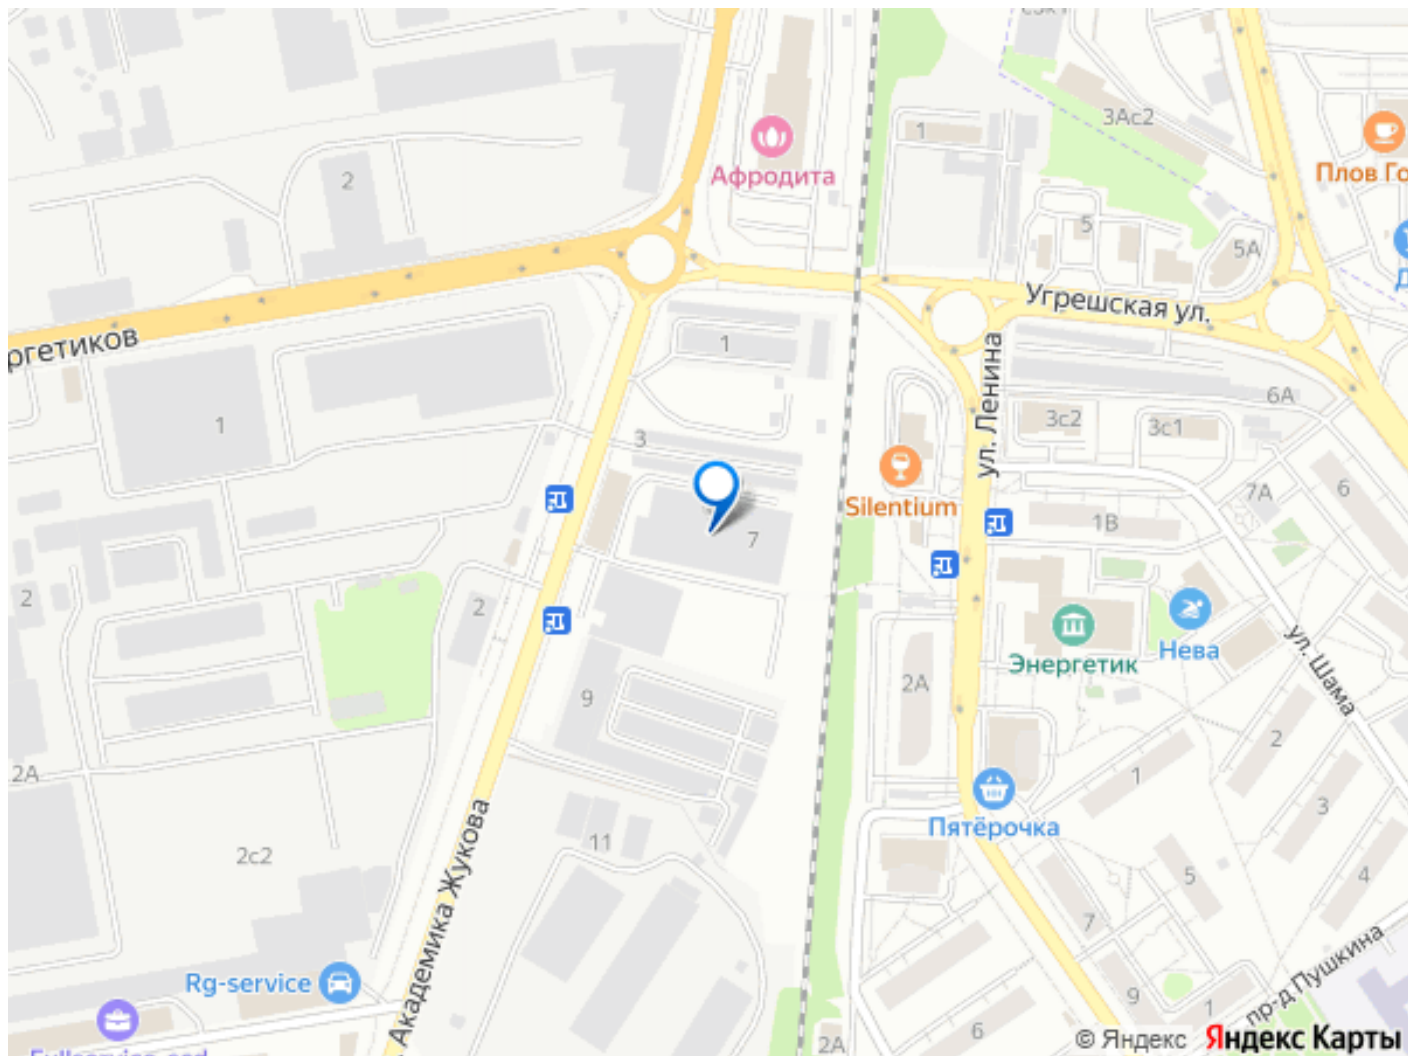 3Ас2
1
Плов Го
2
Афродита
5
5А
Угрешская ул.
ргетиков
1
ул. Ленина
6А
1
3с2
3с1
3
6
7А
Silentium
1В
7
2
2
Нева
Энергетик
ул. Шама
2А
9
2
2А
1
3
Пятёрочка
11
2с2
5
4
Академика Жукова
7
пр-д Пушкина
Rg-service
9
1
6
2А
© Яндекс Яндекс Карты